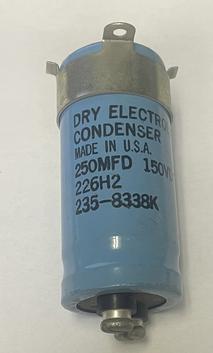 DRY ELECTRO
CONDENSER
MADE IN U.S.A.
250MFD 150V
226H2
235-8338K